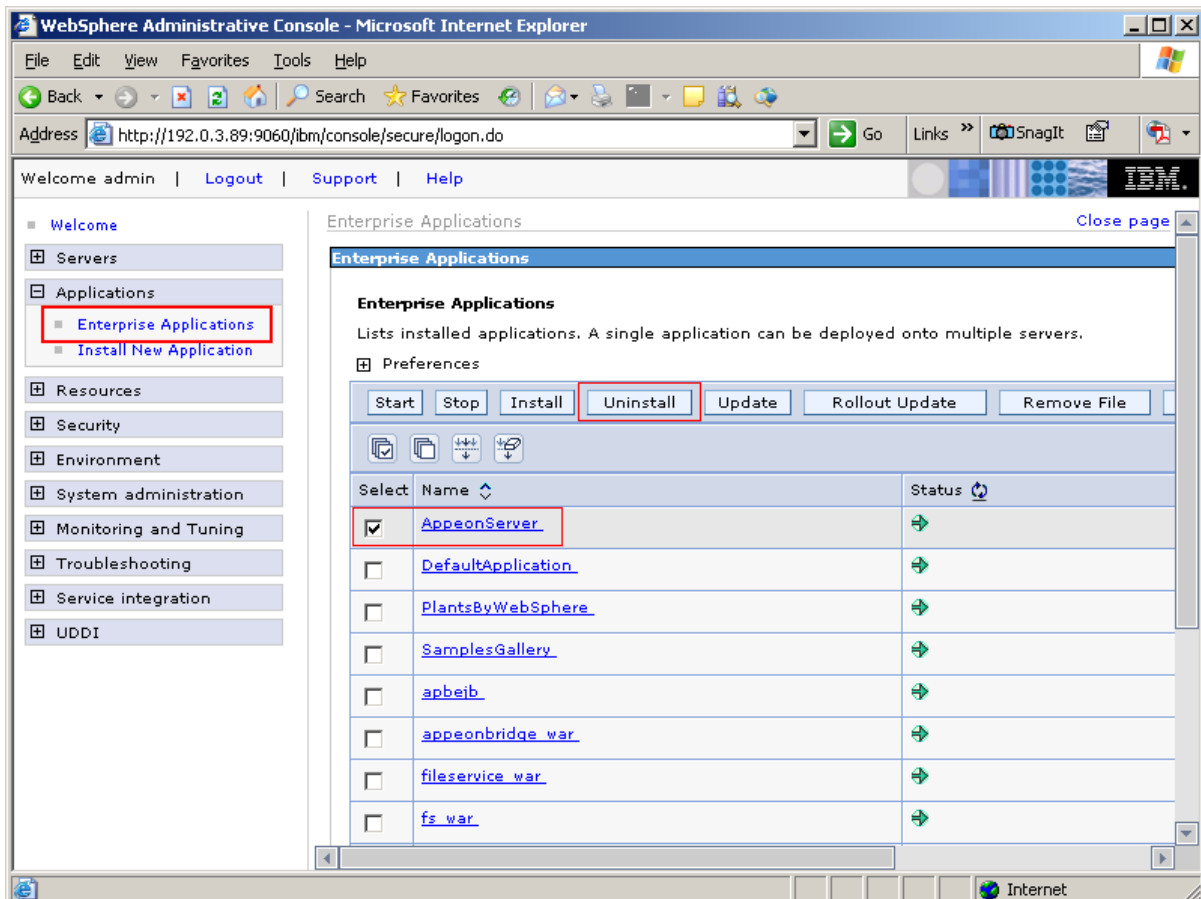 WebSphere Administrative Console - Microsoft Internet Explorer
File Edit View Favorites Tools Help
Back Search Favorites
Address http://192.0.3.89:9060/ibm/console/secure/logon.do Go Links » SnagIt
Welcome admin | Logout | Support | Help IBM.
Welcome
Servers
Applications
Enterprise Applications
Install New Application
Resources
Security
Environment
System administration
Monitoring and Tuning
Troubleshooting
Service integration
UDDI
Enterprise Applications Close page
Enterprise Applications
Enterprise Applications
Lists installed applications. A single application can be deployed onto multiple servers.
Preferences
Start Stop Install Uninstall Update Rollout Update Remove File
Select Name Status
AppeonServer
DefaultApplication
PlantsByWebSphere
SamplesGallery
apbejb
appeonbridge_war
fileservice_war
fs_war
Internet